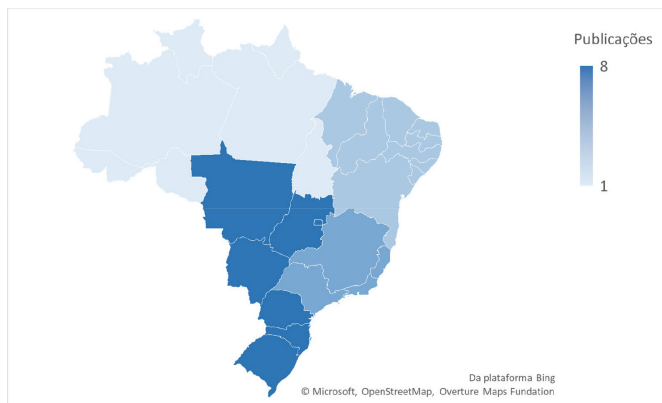 Publicações
8
1
Da plataforma Bing
© Microsoft, OpenStreetMap, Overture Maps Fundation